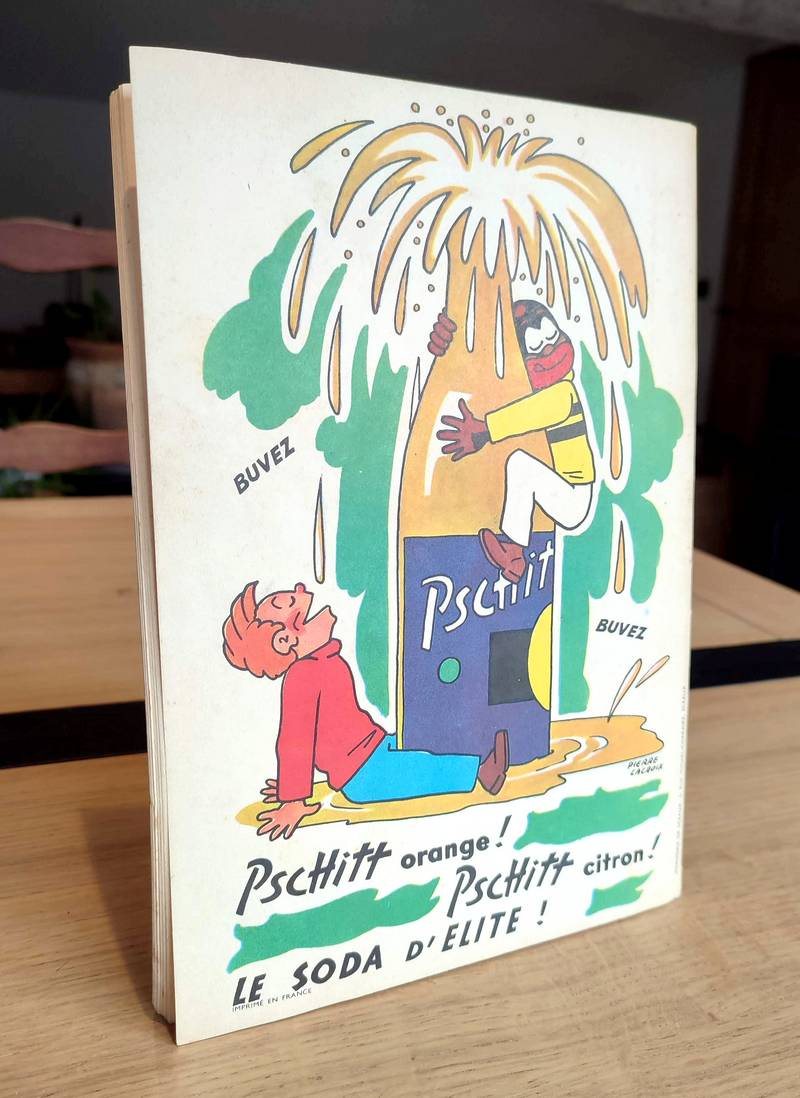 BUVEZ
Pschitt
BUVEZ
PIERRE
LACROIX
PSCHITT orange!
PSCHITT citron!
LE SODA D'ELITE !
IMPRIMÉ EN FRANCE